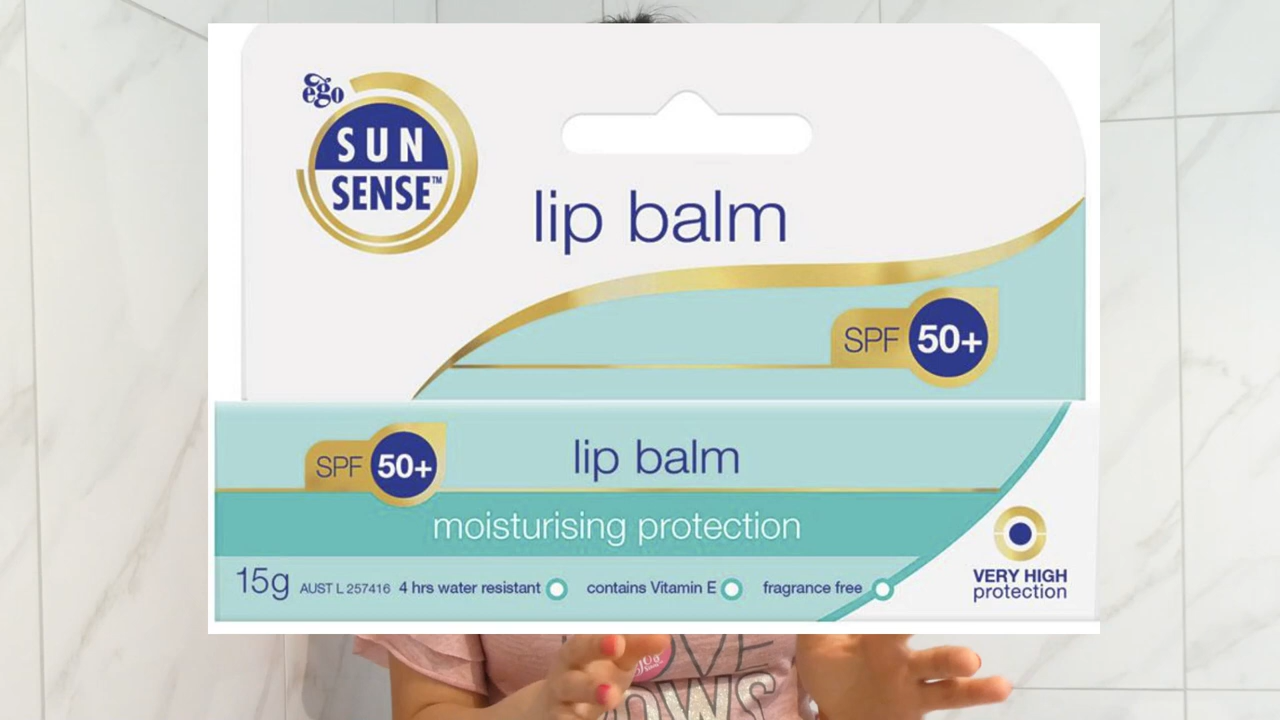 ego
SUN
SENSE™
lip balm
SPF 50+
SPF 50+
lip balm
moisturising protection
15g AUST L 257416 4 hrs water resistant contains Vitamin E fragrance free
VERY HIGH
protection